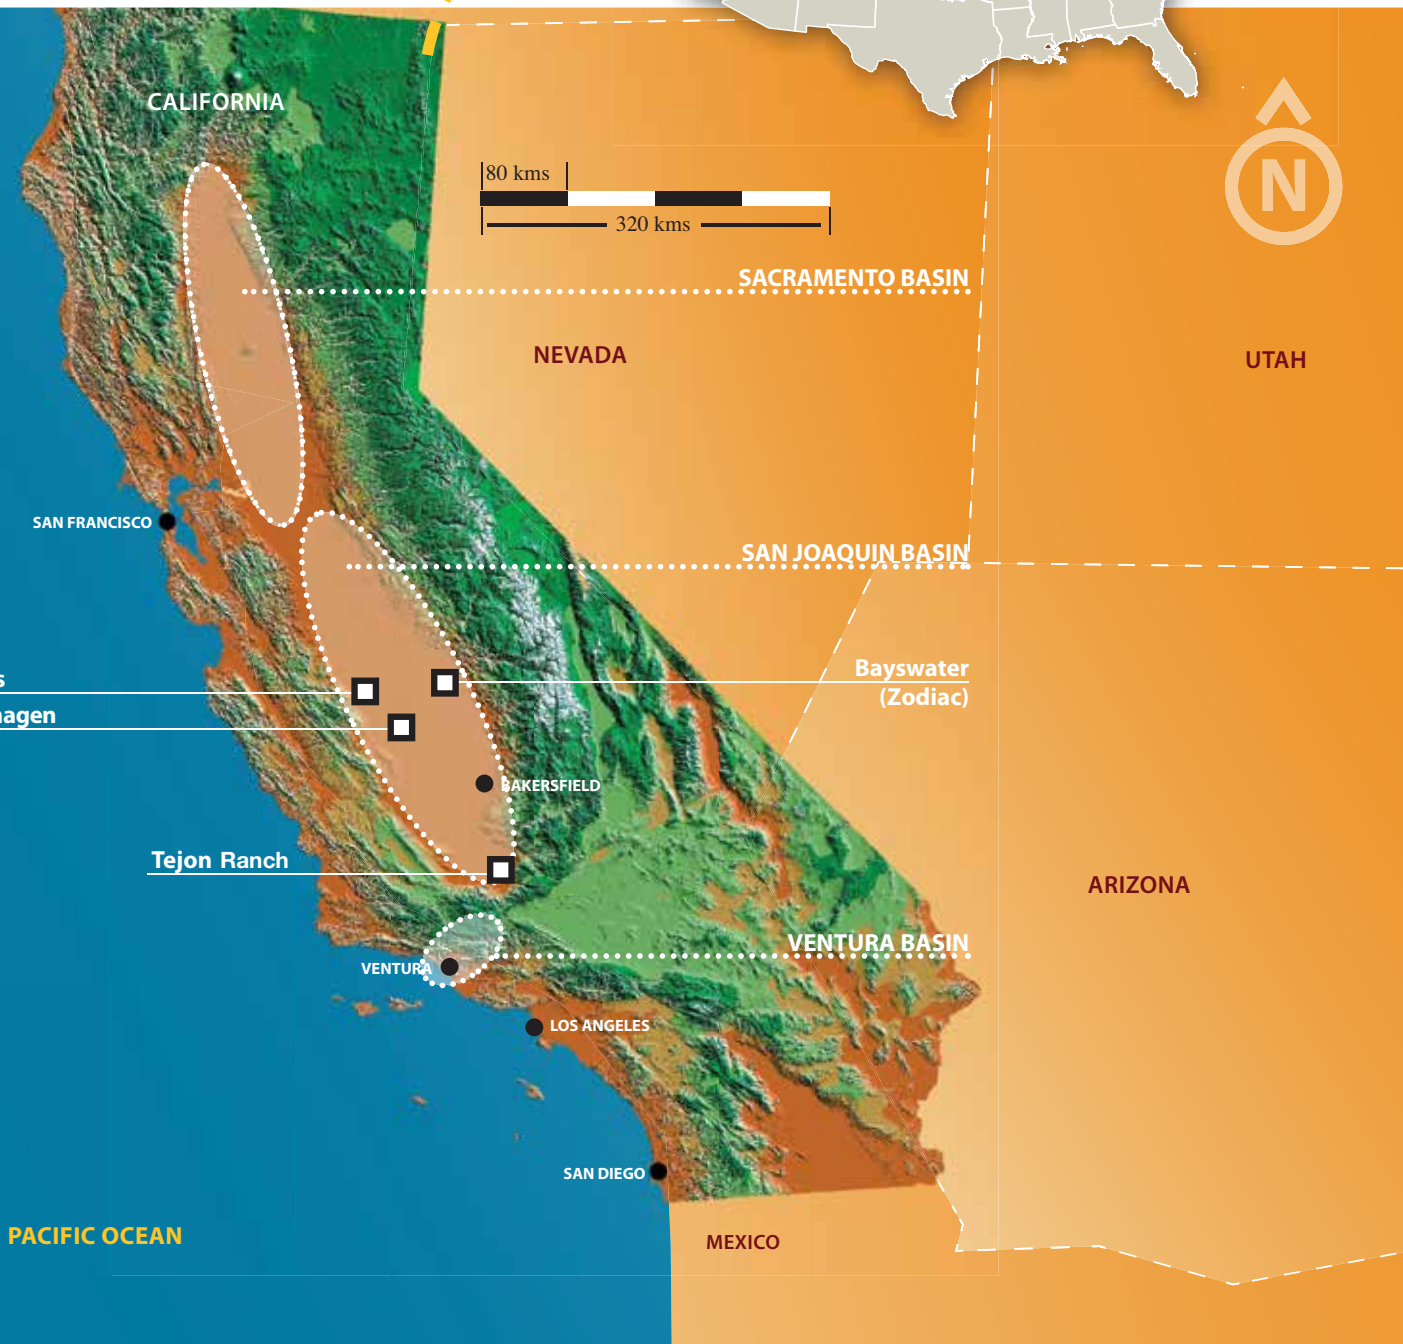 CALIFORNIA
80 kms
N
320 kms
SACRAMENTO BASIN
NEVADA
UTAH
SAN FRANCISCO
SAN JOAQUIN BASIN
Bayswater
(Zodiac)
BAKERSFIELD
Tejon Ranch
ARIZONA
VENTURA BASIN
VENTURA
LOS ANGELES
SAN DIEGO
PACIFIC OCEAN
MEXICO